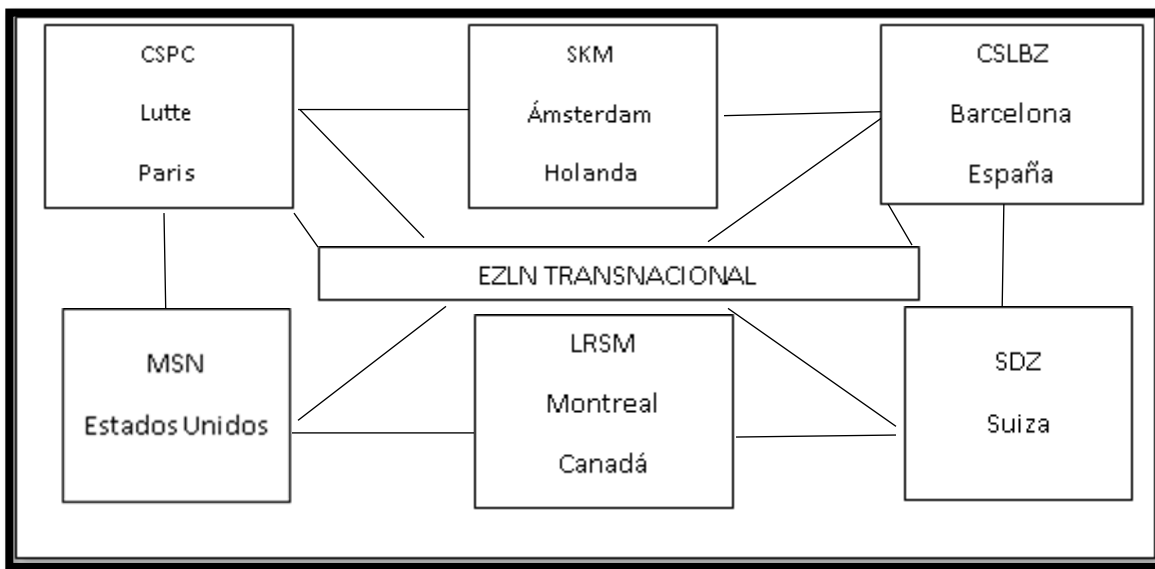 CSPC
Lutte
Paris
SKM
Ámsterdam
Holanda
CSLBZ
Barcelona
España
EZLN TRANSNACIONAL
MSN
Estados Unidos
LRSM
Montreal
Canadá
SDZ
Suiza